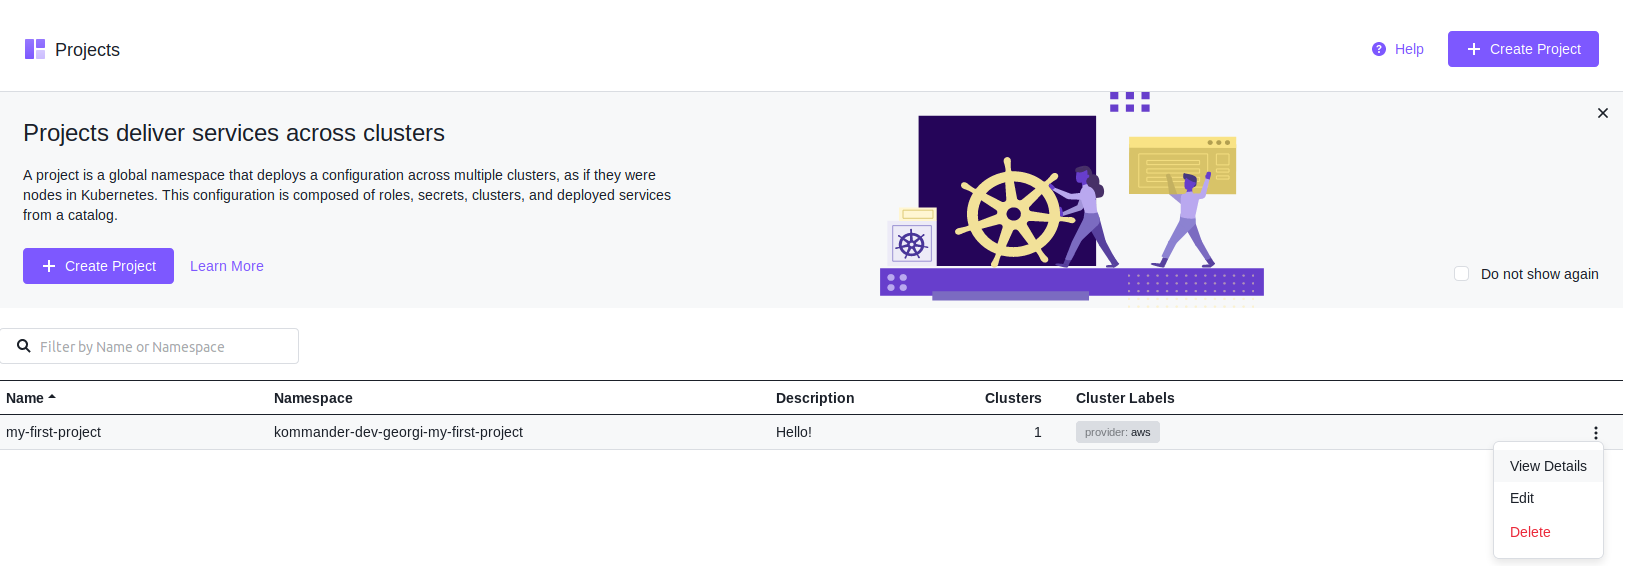 Projects
Help
Create Project
Projects deliver services across clusters
A project is a global namespace that deploys a configuration across multiple clusters, as if they were
nodes in Kubernetes. This configuration is composed of roles, secrets, clusters, and deployed services
from a catalog.
Create Project Learn More
Do not show again
Filter by Name or Namespace
Name Namespace Description Clusters Cluster Labels
my-first-project kommander-dev-georgi-my-first-project Hello! 1 provider: aws
View Details
Edit
Delete